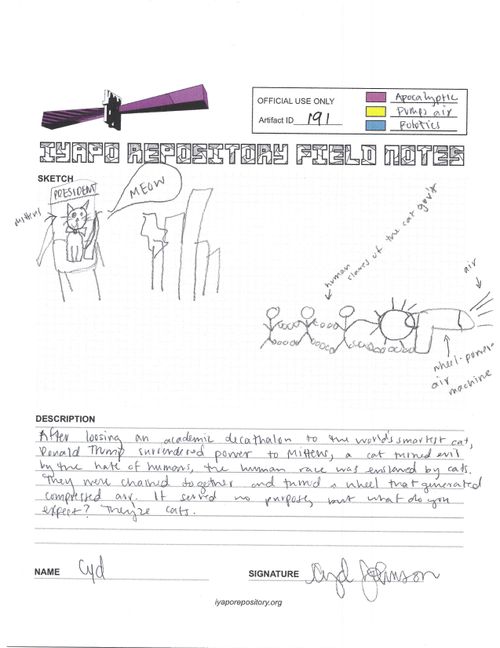 OFFICIAL USE ONLY
Artifact ID 191
Apocalyptic
Pumps air
Robotics
IYAPO REPOSITORY FIELD NOTES
SKETCH
PRESIDENT
Mittens
MEOW
human
slaves of the cat gov't
air
wheel-power
air
machine
DESCRIPTION
After loosing an academic decathalon to the world's smartest cat,
Donald Trump surrendered power to Mittens, a cat turned evil
by the hate of humans, the human race was enslaved by cats.
They were chained together and turned a wheel that generated
compressed air. It served no purpose, but what do you
expect? They're cats.
NAME Cyd
SIGNATURE Cyd Johnson
iyaporepository.org